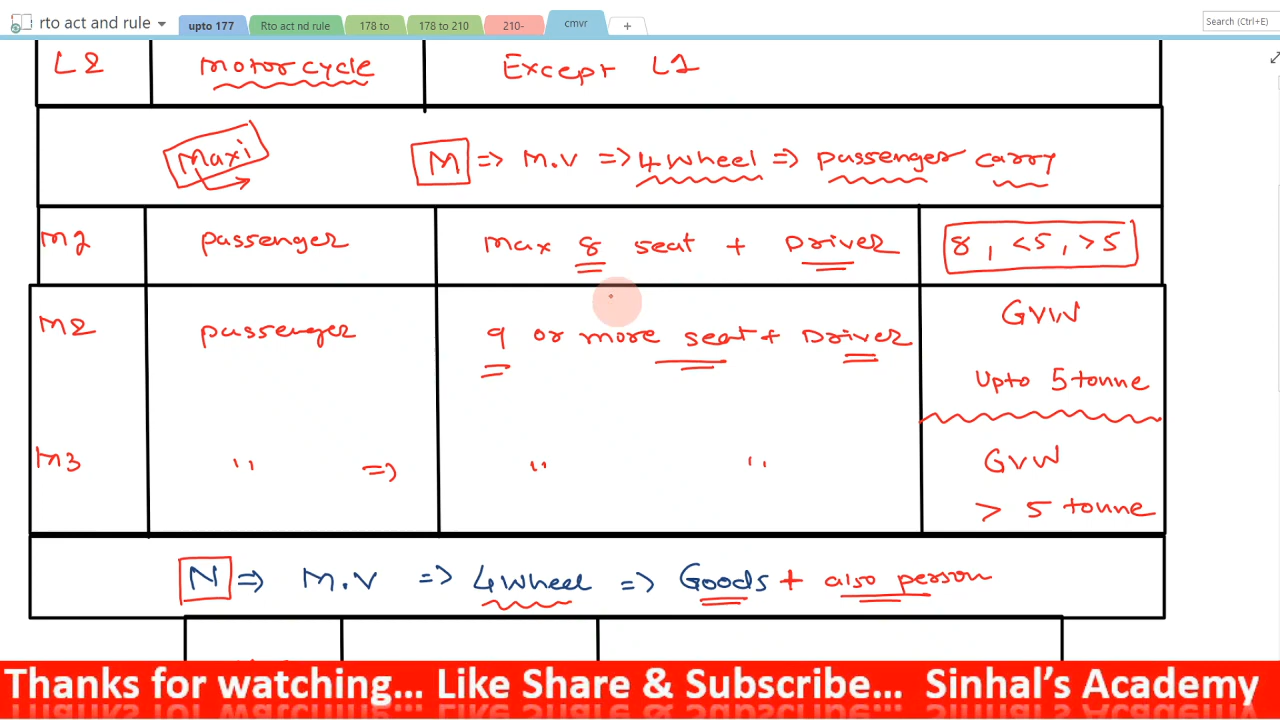 rto act and rule
upto 177
Rto act nd rule
178 to
178 to 210
210-
cmvr
+
Search (Ctrl+E)
L2 motorcycle Except L1
Maxi M => M.V => 4 Wheel => passenger carry
M2 passenger max 8 seat + Driver 8, <5, >5
M2 passenger 9 or more seat + Driver GVW
Upto 5 tonne
M3 " => " " GVW
> 5 tonne
N => M.V => 4 Wheel => Goods + also person
Thanks for watching... Like Share & Subscribe... Sinhal's Academy